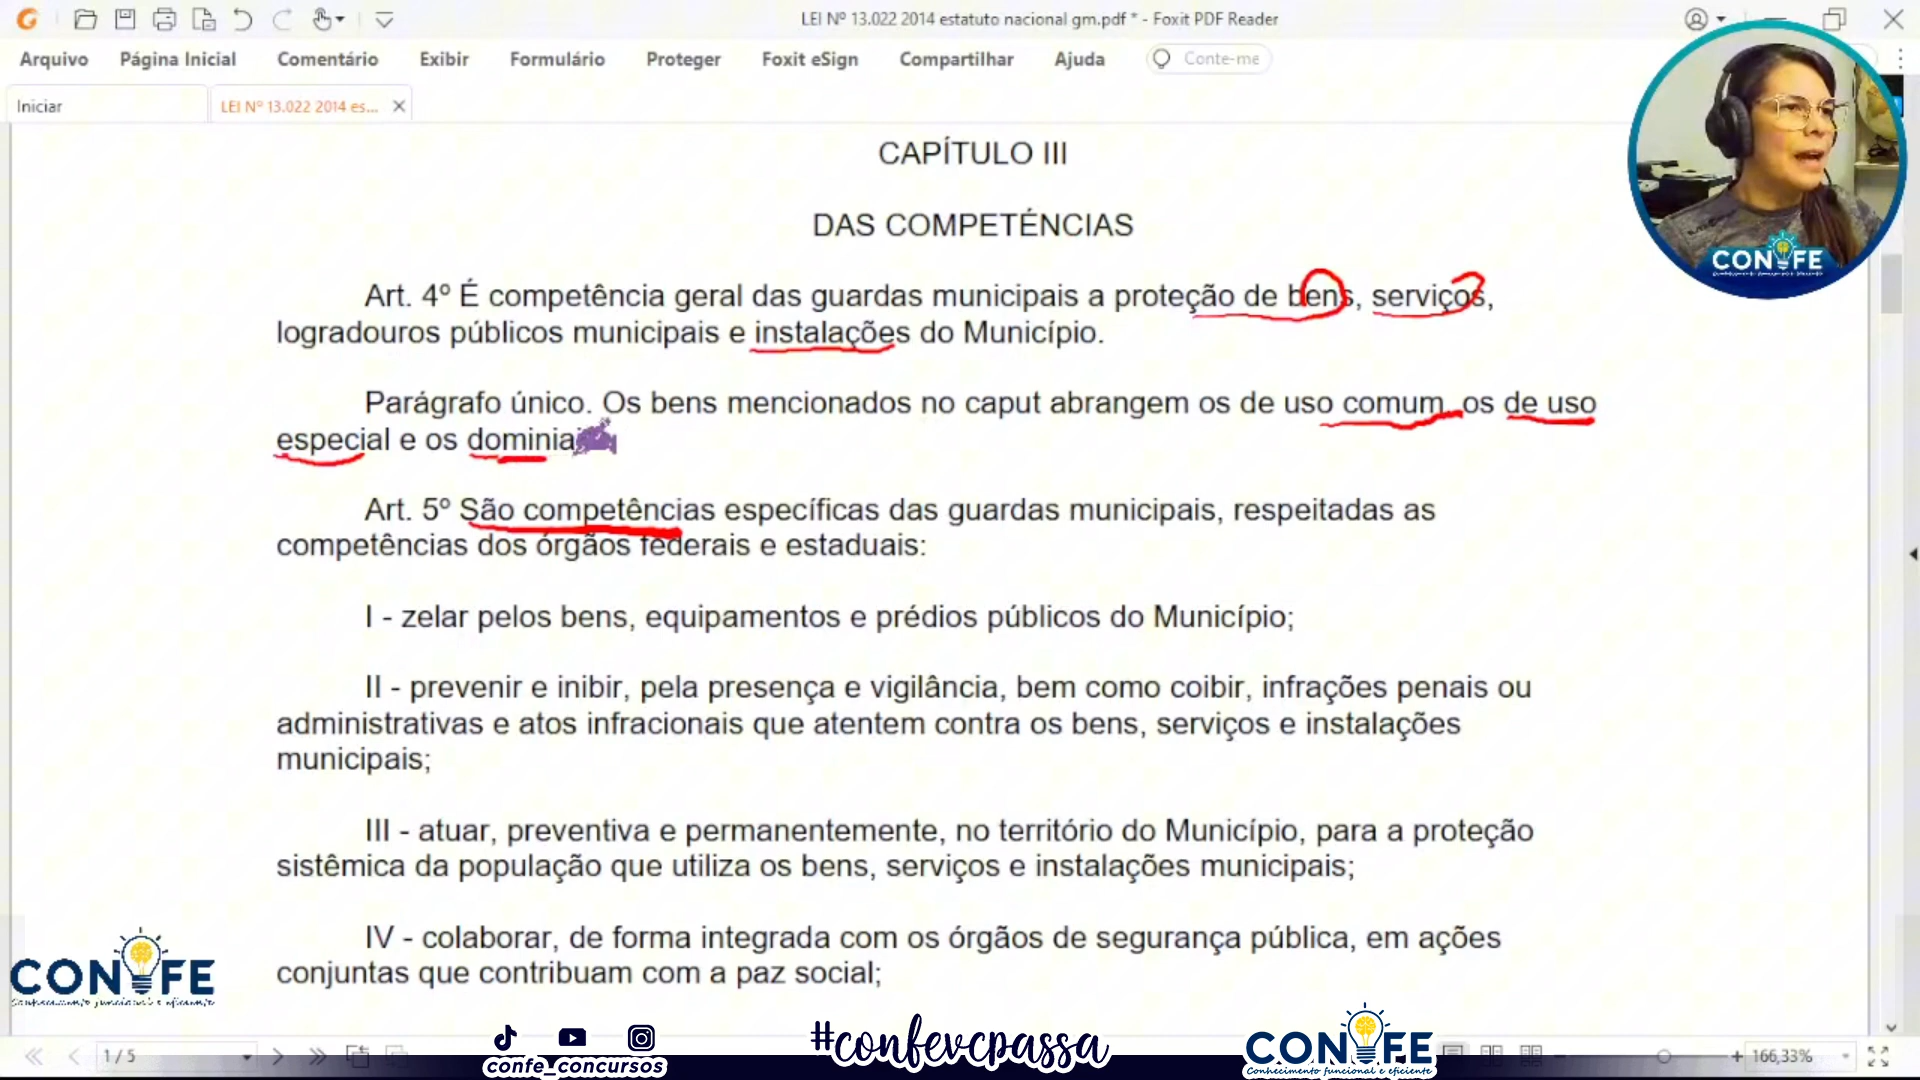 LEI Nº 13.022 2014 estatuto nacional gm.pdf * - Foxit PDF Reader
Arquivo Página Inicial Comentário Exibir Formulário Proteger Foxit eSign Compartilhar Ajuda Conte-me
Iniciar LEI Nº 13.022 2014 es...
CAPÍTULO III
DAS COMPETÊNCIAS
Art. 4º É competência geral das guardas municipais a proteção de bens, serviços,
logradouros públicos municipais e instalações do Município.
Parágrafo único. Os bens mencionados no caput abrangem os de uso comum, os de uso
especial e os dominia
Art. 5º São competências específicas das guardas municipais, respeitadas as
competências dos órgãos federais e estaduais:
I - zelar pelos bens, equipamentos e prédios públicos do Município;
II - prevenir e inibir, pela presença e vigilância, bem como coibir, infrações penais ou
administrativas e atos infracionais que atentem contra os bens, serviços e instalações
municipais;
III - atuar, preventiva e permanentemente, no território do Município, para a proteção
sistêmica da população que utiliza os bens, serviços e instalações municipais;
IV - colaborar, de forma integrada com os órgãos de segurança pública, em ações
conjuntas que contribuam com a paz social;
CONFE
CONFE
Conhecimento funcional e eficiente
confe_concursos
#confevcpassa
CONFE
Conhecimento funcional e eficiente
1 / 5
166,33%